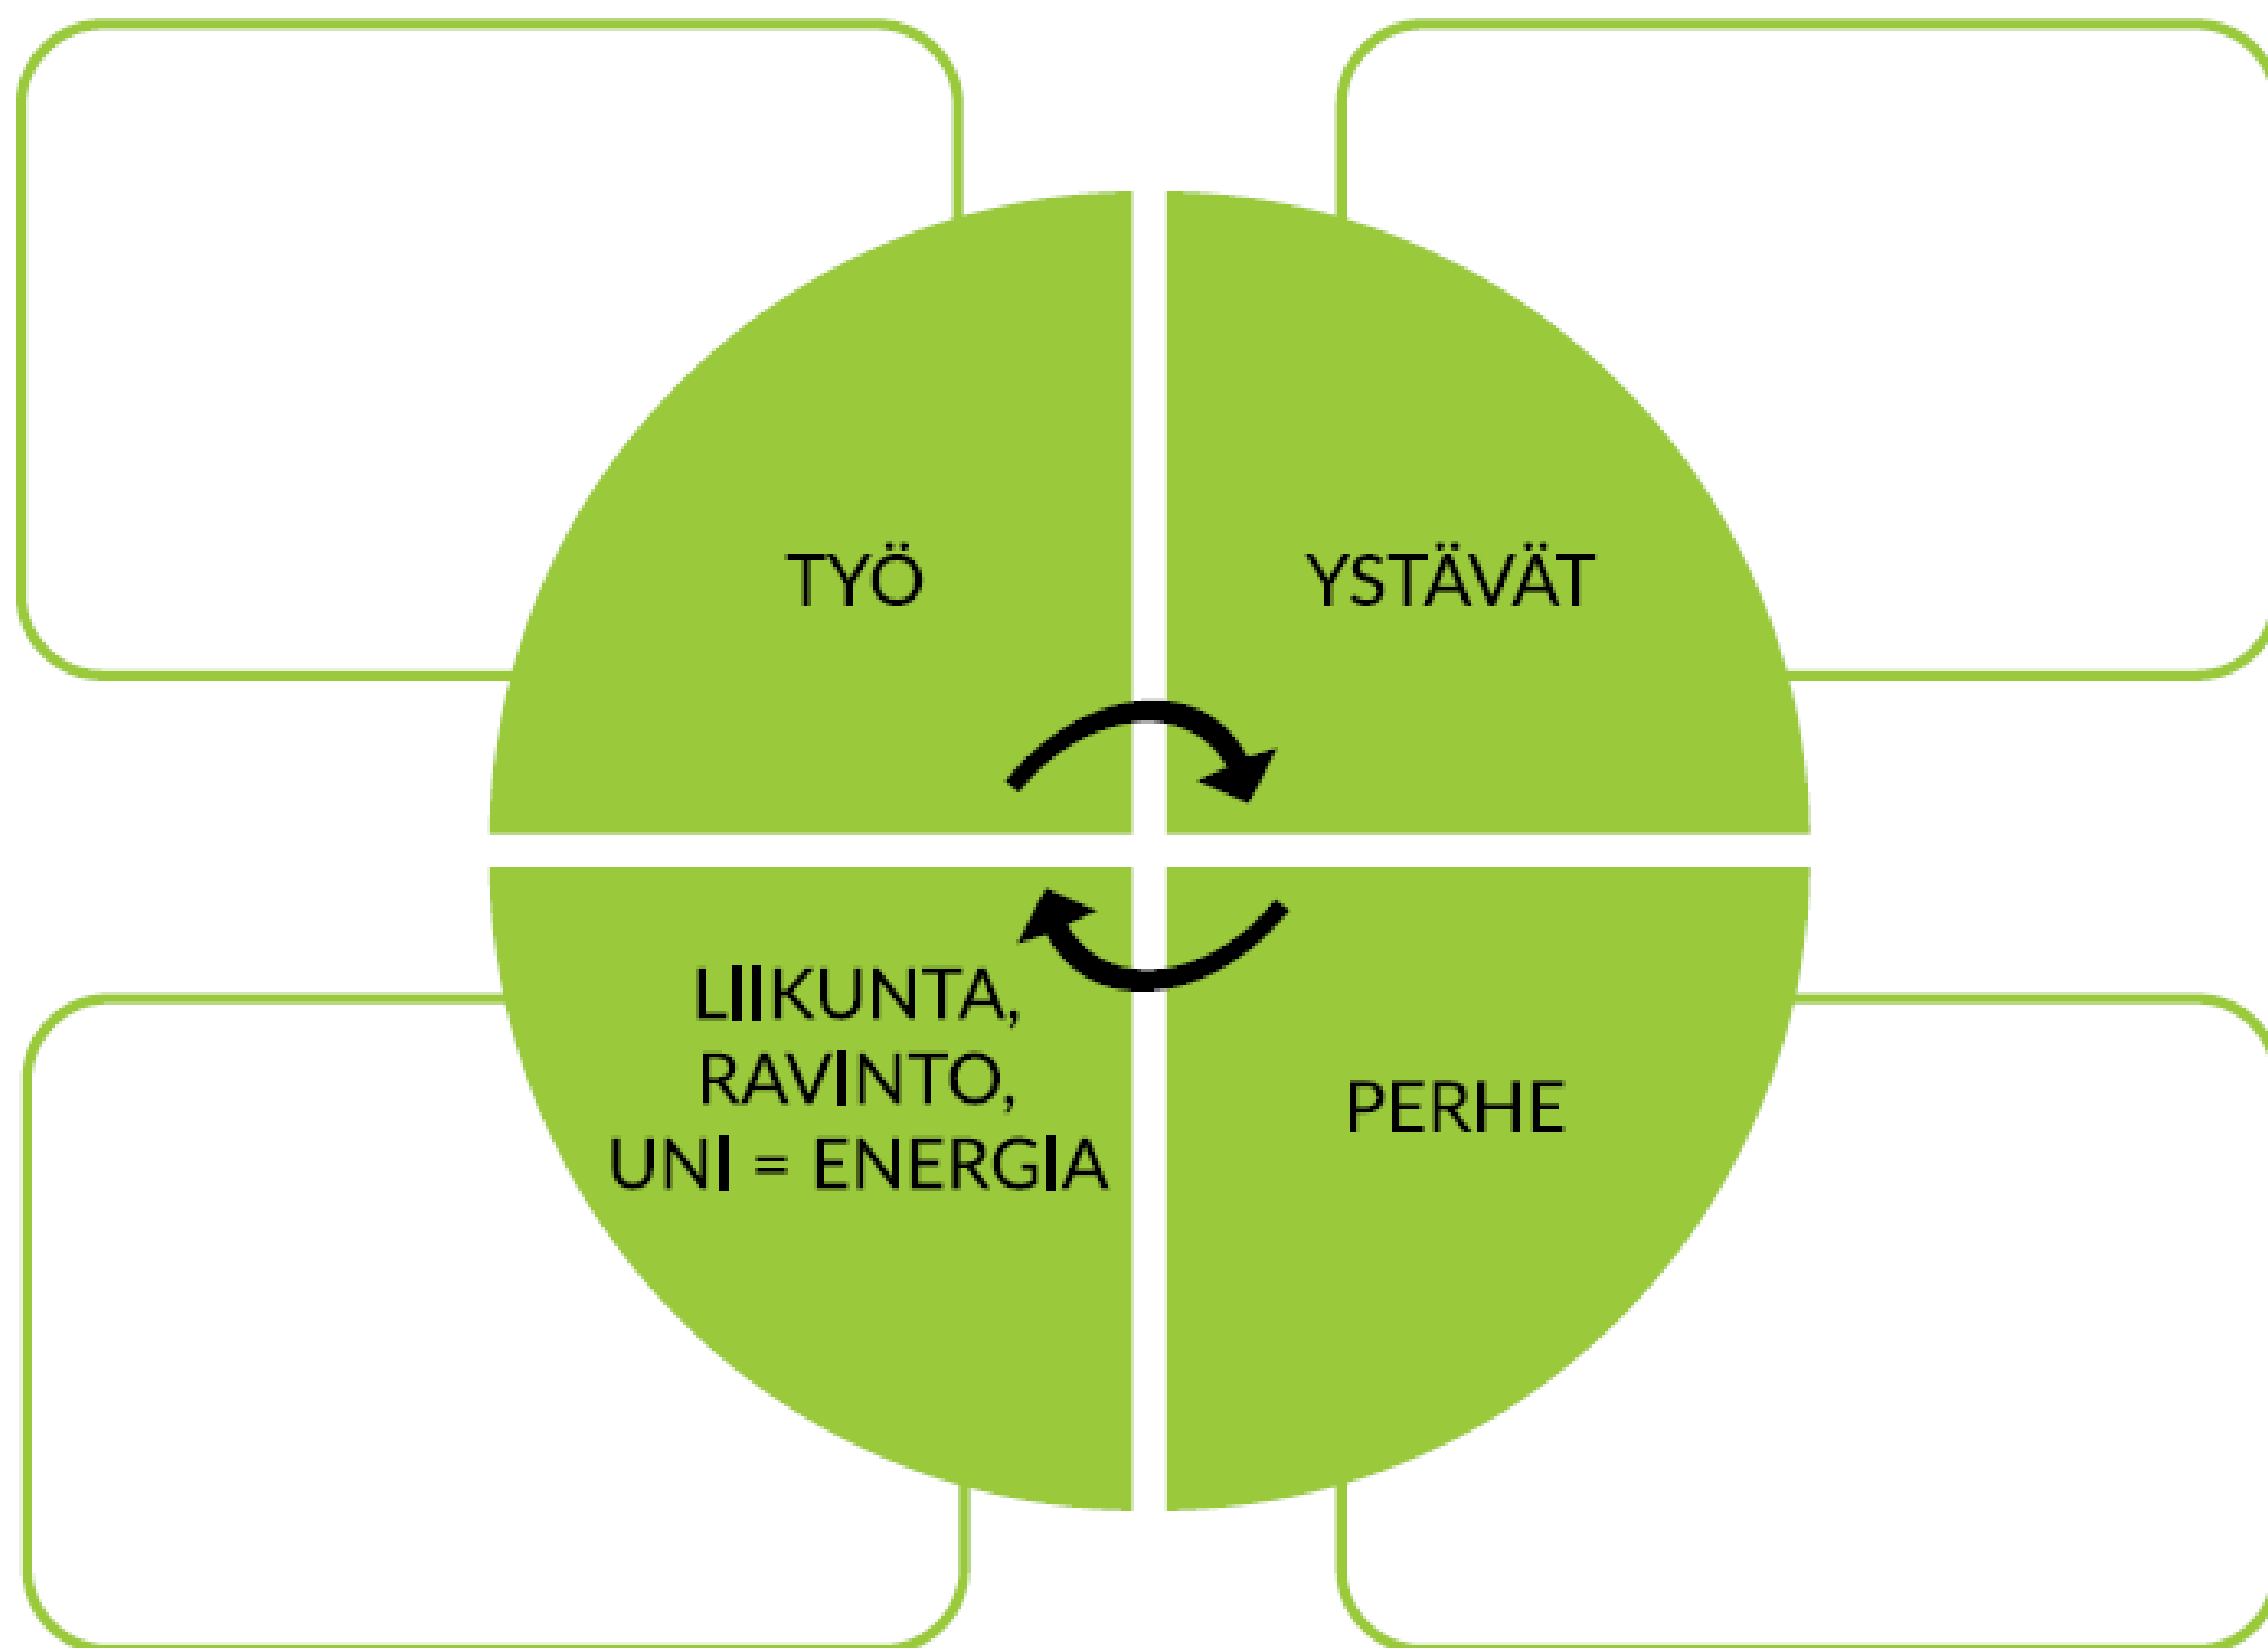 TYÖ
YSTÄVÄT
LIIKUNTA,
RAVINTO,
UNI = ENERGIA
PERHE